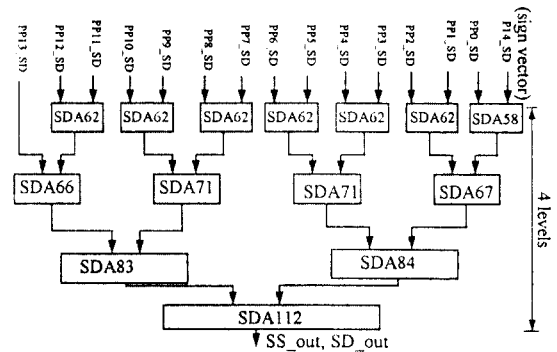 PP13_SD
PP12_SD
PP11_SD
PP10_SD
PP9_SD
PP8_SD
PP7_SD
PP6_SD
PP5_SD
PP4_SD
PP3_SD
PP2_SD
PP1_SD
PP0_SD
P14_SD
(sign vector)
SDA62
SDA62
SDA62
SDA62
SDA62
SDA62
SDA58
SDA66
SDA71
SDA71
SDA67
4 levels
SDA83
SDA84
SDA112
SS_out, SD_out